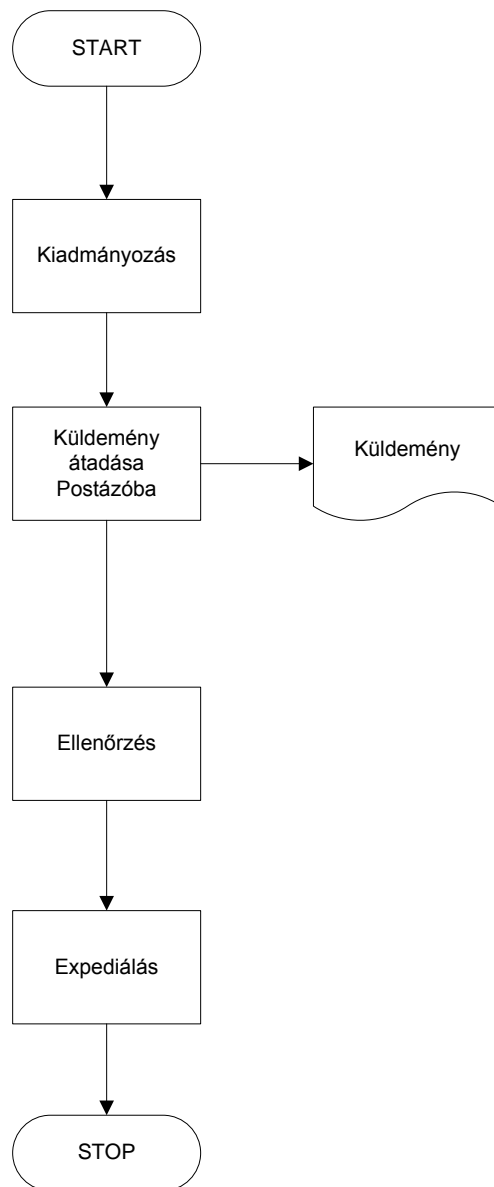 START
Kiadmányozás
Küldemény
átadása
Postázóba
Küldemény
Ellenőrzés
Expediálás
STOP